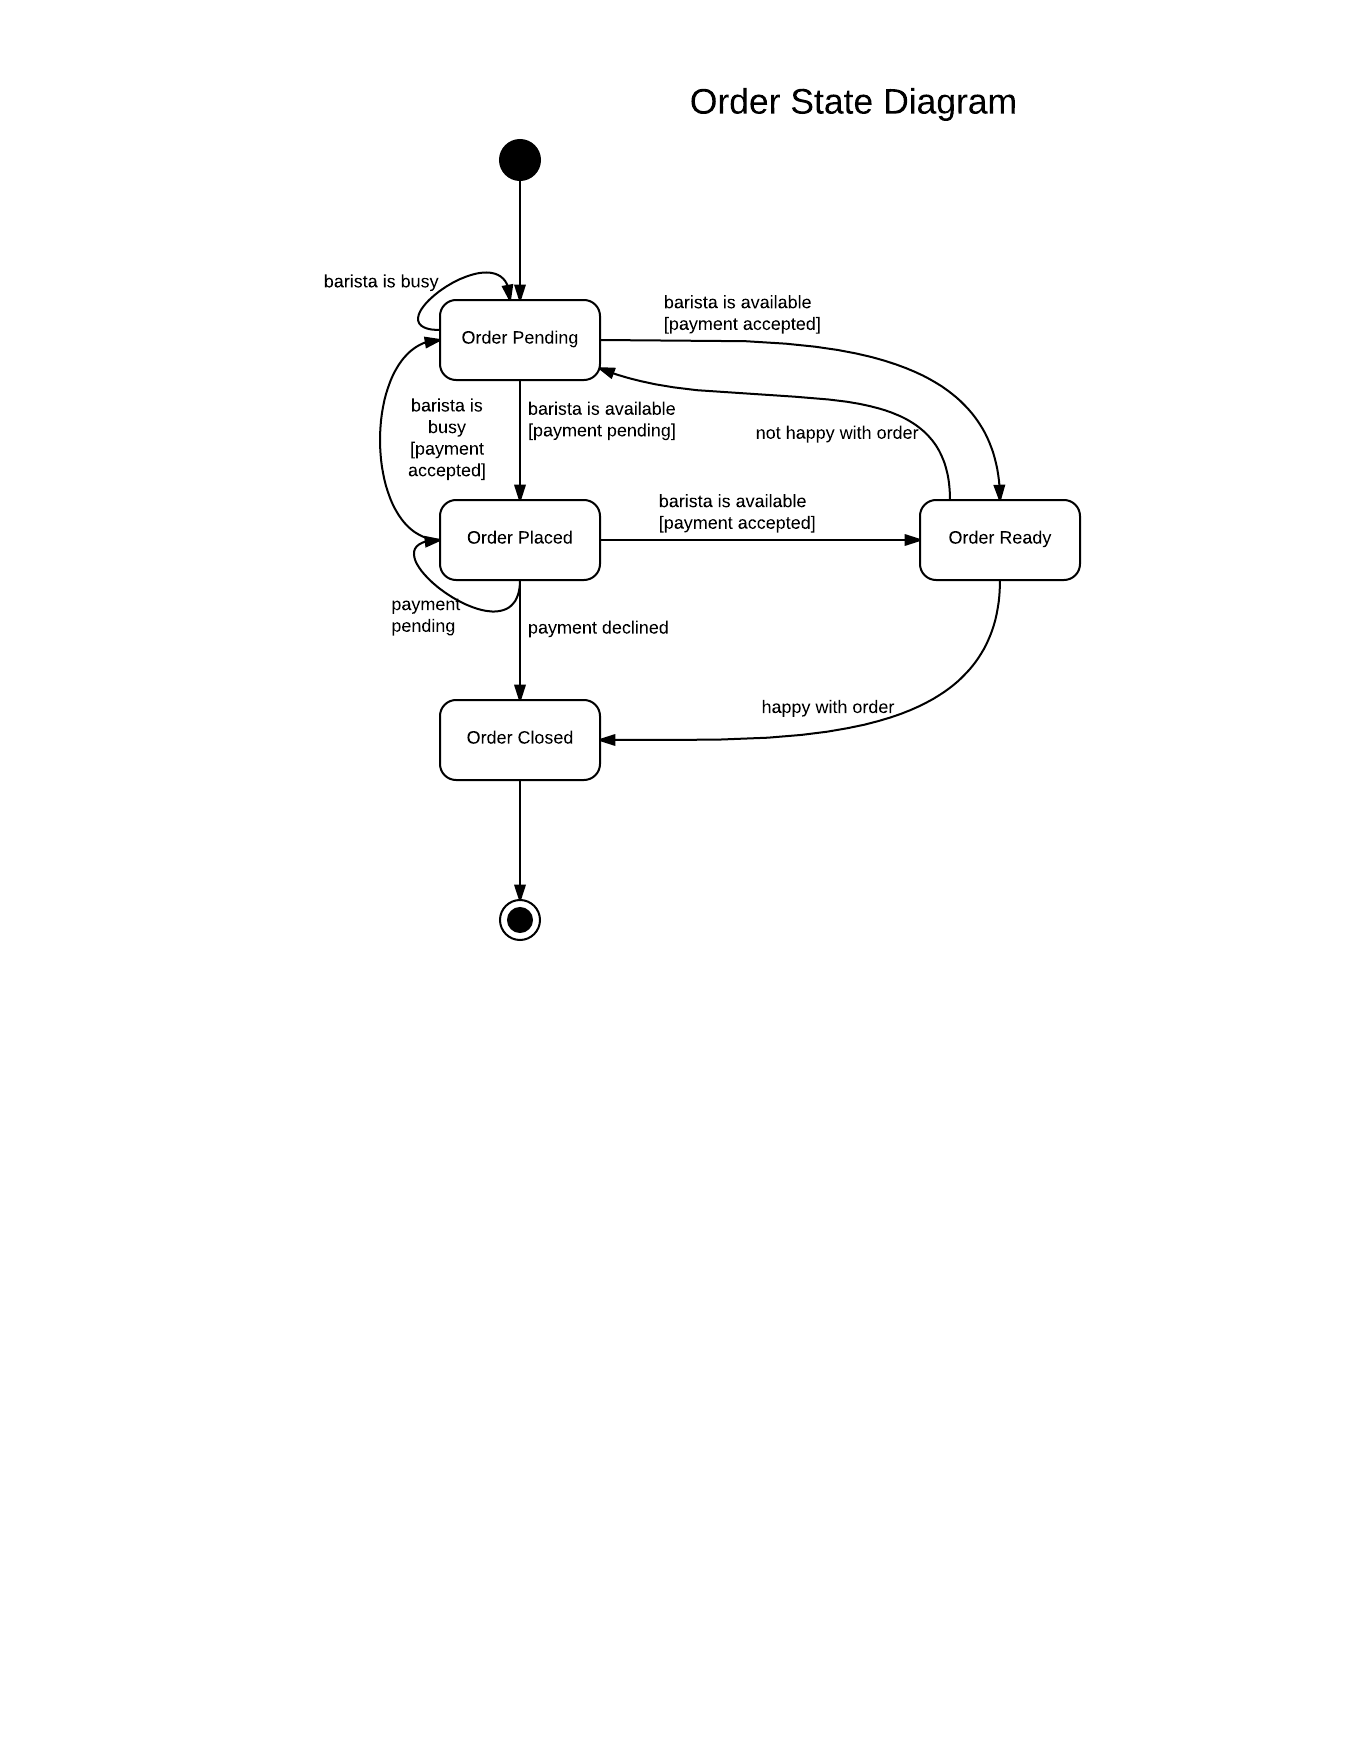 Order State Diagram
barista is busy
Order Pending
barista is available
[payment accepted]
barista is
busy
[payment
accepted]
barista is available
[payment pending]
not happy with order
Order Placed
barista is available
[payment accepted]
Order Ready
payment
pending
payment declined
happy with order
Order Closed